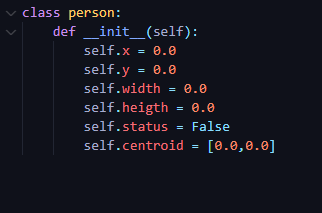 class person:
    def __init__(self):
        self.x = 0.0
        self.y = 0.0
        self.width = 0.0
        self.heigth = 0.0
        self.status = False
        self.centroid = [0.0,0.0]